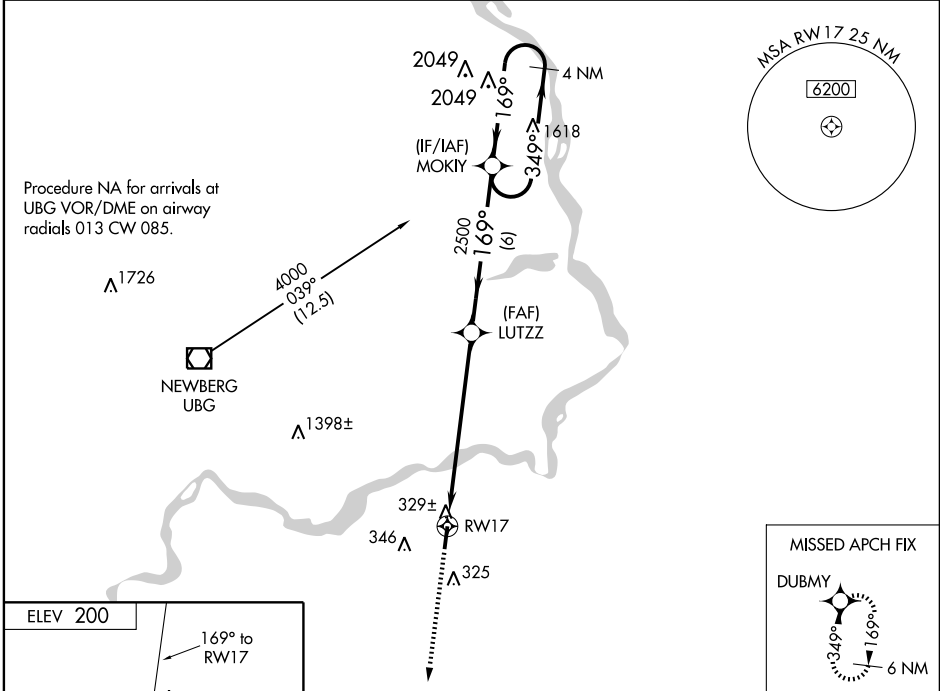 MSA RW17 25 NM
6200
2049
2049
4 NM
169°
349°
1618
(IF/IAF)
MOKIY
Procedure NA for arrivals at
UBG VOR/DME on airway
radials 013 CW 085.
2500
169°
(6)
1726
4000
039°
(12.5)
(FAF)
LUTZZ
NEWBERG
UBG
1398±
329±
RW17
346
325
MISSED APCH FIX
DUBMY
349°
169°
6 NM
ELEV 200
169° to
RW17